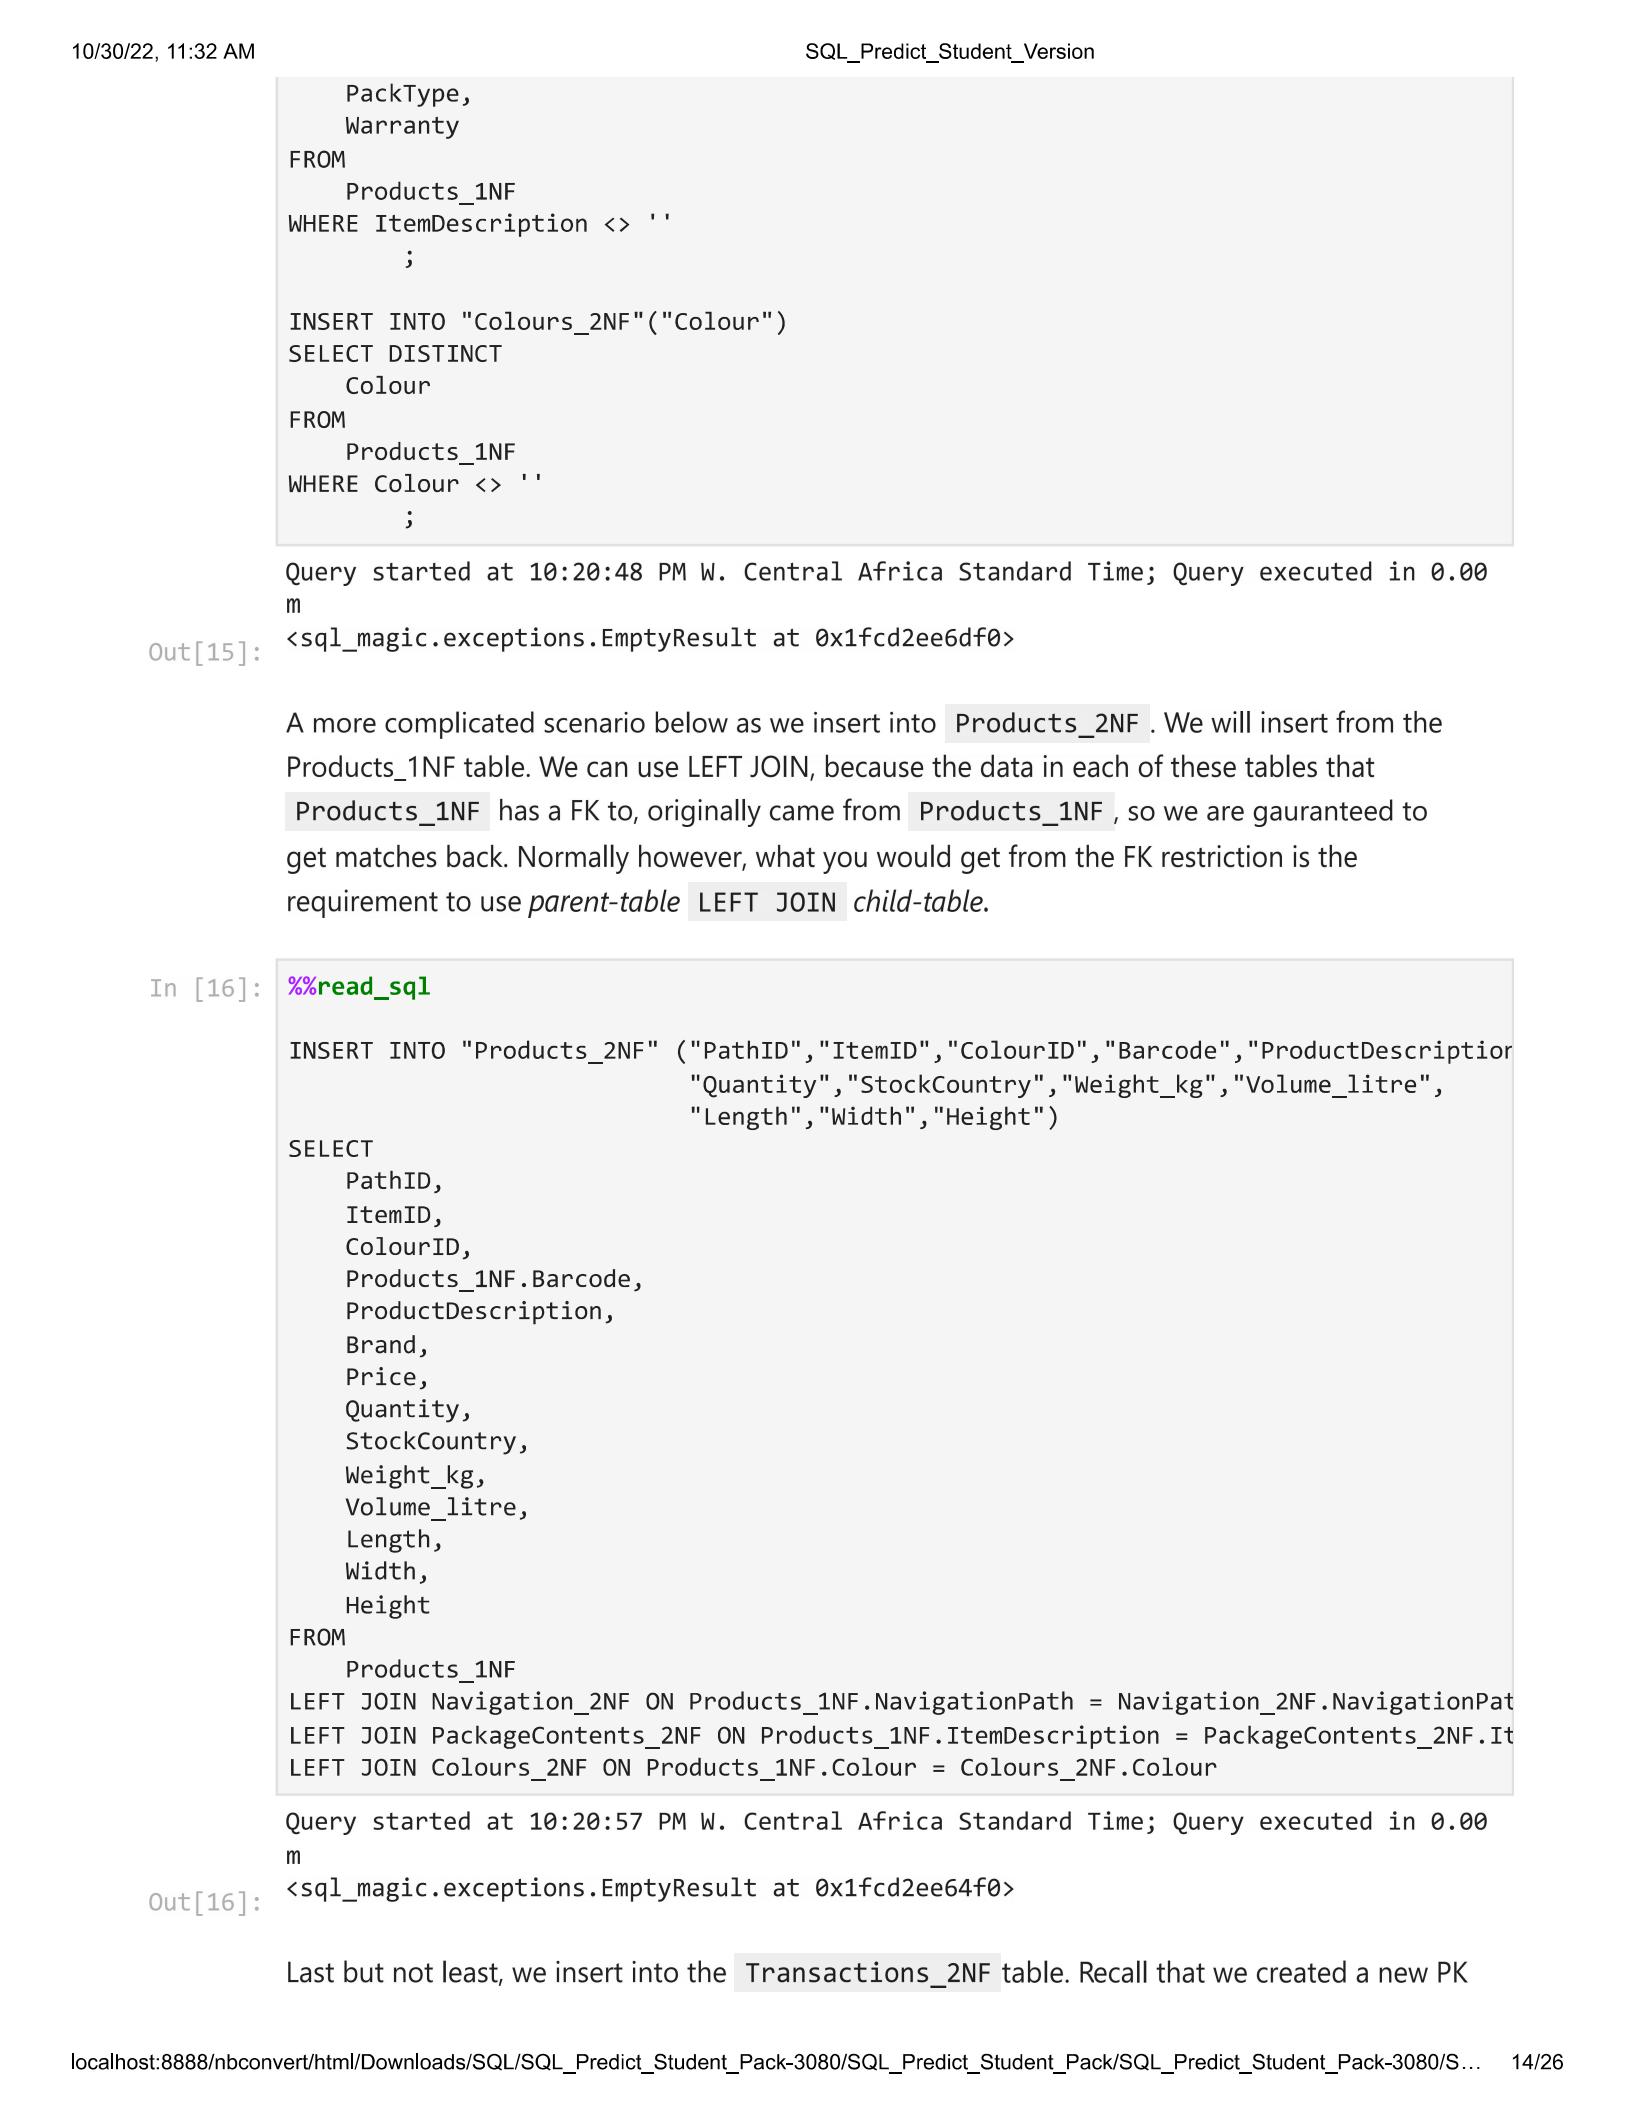 10/30/22, 11:32 AM SQL_Predict_Student_Version
PackType,
Warranty
FROM
Products_1NF
WHERE ItemDescription <> ''
;
INSERT INTO "Colours_2NF"("Colour")
SELECT DISTINCT
Colour
FROM
Products_1NF
WHERE Colour <> ''
;
Query started at 10:20:48 PM W. Central Africa Standard Time; Query executed in 0.00
m
Out[15]: <sql_magic.exceptions.EmptyResult at 0x1fcd2ee6df0>
A more complicated scenario below as we insert into Products_2NF. We will insert from the
Products_1NF table. We can use LEFT JOIN, because the data in each of these tables that
Products_1NF has a FK to, originally came from Products_1NF, so we are gauranteed to
get matches back. Normally however, what you would get from the FK restriction is the
requirement to use parent-table LEFT JOIN child-table.
In [16]: %%read_sql
INSERT INTO "Products_2NF" ("PathID","ItemID","ColourID","Barcode","ProductDescription
"Quantity","StockCountry","Weight_kg","Volume_litre",
"Length","Width","Height")
SELECT
PathID,
ItemID,
ColourID,
Products_1NF.Barcode,
ProductDescription,
Brand,
Price,
Quantity,
StockCountry,
Weight_kg,
Volume_litre,
Length,
Width,
Height
FROM
Products_1NF
LEFT JOIN Navigation_2NF ON Products_1NF.NavigationPath = Navigation_2NF.NavigationPat
LEFT JOIN PackageContents_2NF ON Products_1NF.ItemDescription = PackageContents_2NF.It
LEFT JOIN Colours_2NF ON Products_1NF.Colour = Colours_2NF.Colour
Query started at 10:20:57 PM W. Central Africa Standard Time; Query executed in 0.00
m
Out[16]: <sql_magic.exceptions.EmptyResult at 0x1fcd2ee64f0>
Last but not least, we insert into the Transactions_2NF table. Recall that we created a new PK
localhost:8888/nbconvert/html/Downloads/SQL/SQL_Predict_Student_Pack-3080/SQL_Predict_Student_Pack/SQL_Predict_Student_Pack-3080/S… 14/26